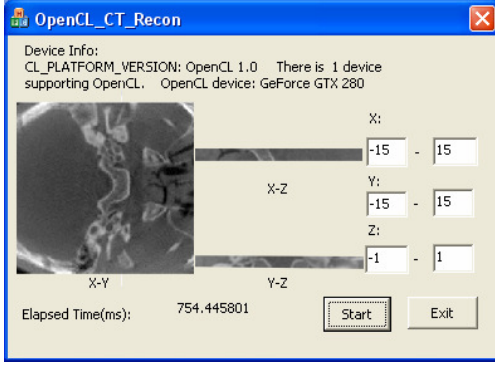 OpenCL_CT_Recon
Device Info:
CL_PLATFORM_VERSION: OpenCL 1.0 There is 1 device
supporting OpenCL. OpenCL device: GeForce GTX 280
X:
-15 - 15
X-Z
Y:
-15 - 15
Z:
-1 - 1
X-Y
Y-Z
Elapsed Time(ms): 754.445801
Start
Exit